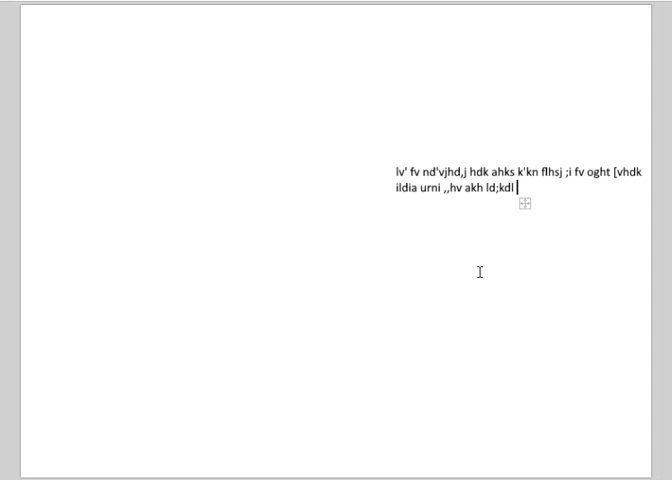 lv' fv nd'vjhd,j hdk ahks k'kn flhsj ;i fv oght [vhdk
ildia urni ,,hv akh ld;kdl